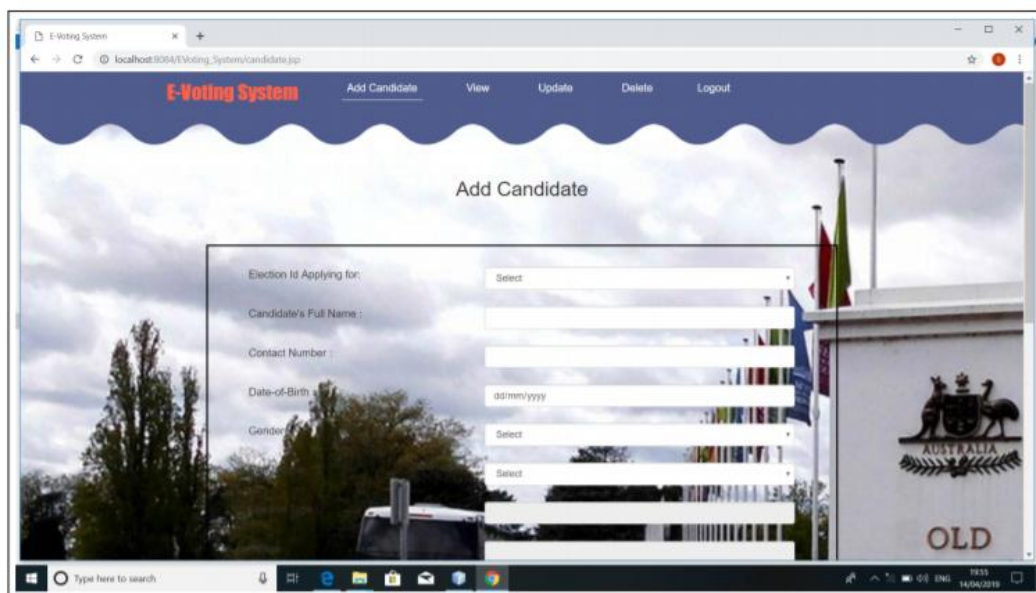 E-Voting System
localhost:8084/EVoting_System/candidate.jsp
E-Voting System Add Candidate View Update Delete Logout
Add Candidate
Election Id Applying for: Select
Candidate's Full Name :
Contact Number :
Date-of-Birth : dd/mm/yyyy
Gender Select
Select
AUSTRALIA
OLD
Type here to search
ENG
19:55
14/04/2019